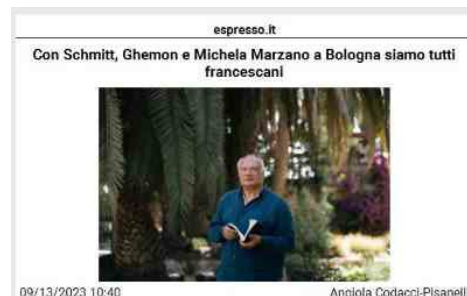 espresso.it
Con Schmitt, Ghemon e Michela Marzano a Bologna siamo tutti
francescani
09/13/2023 10:40
Angiola Codacci-Pisanelli